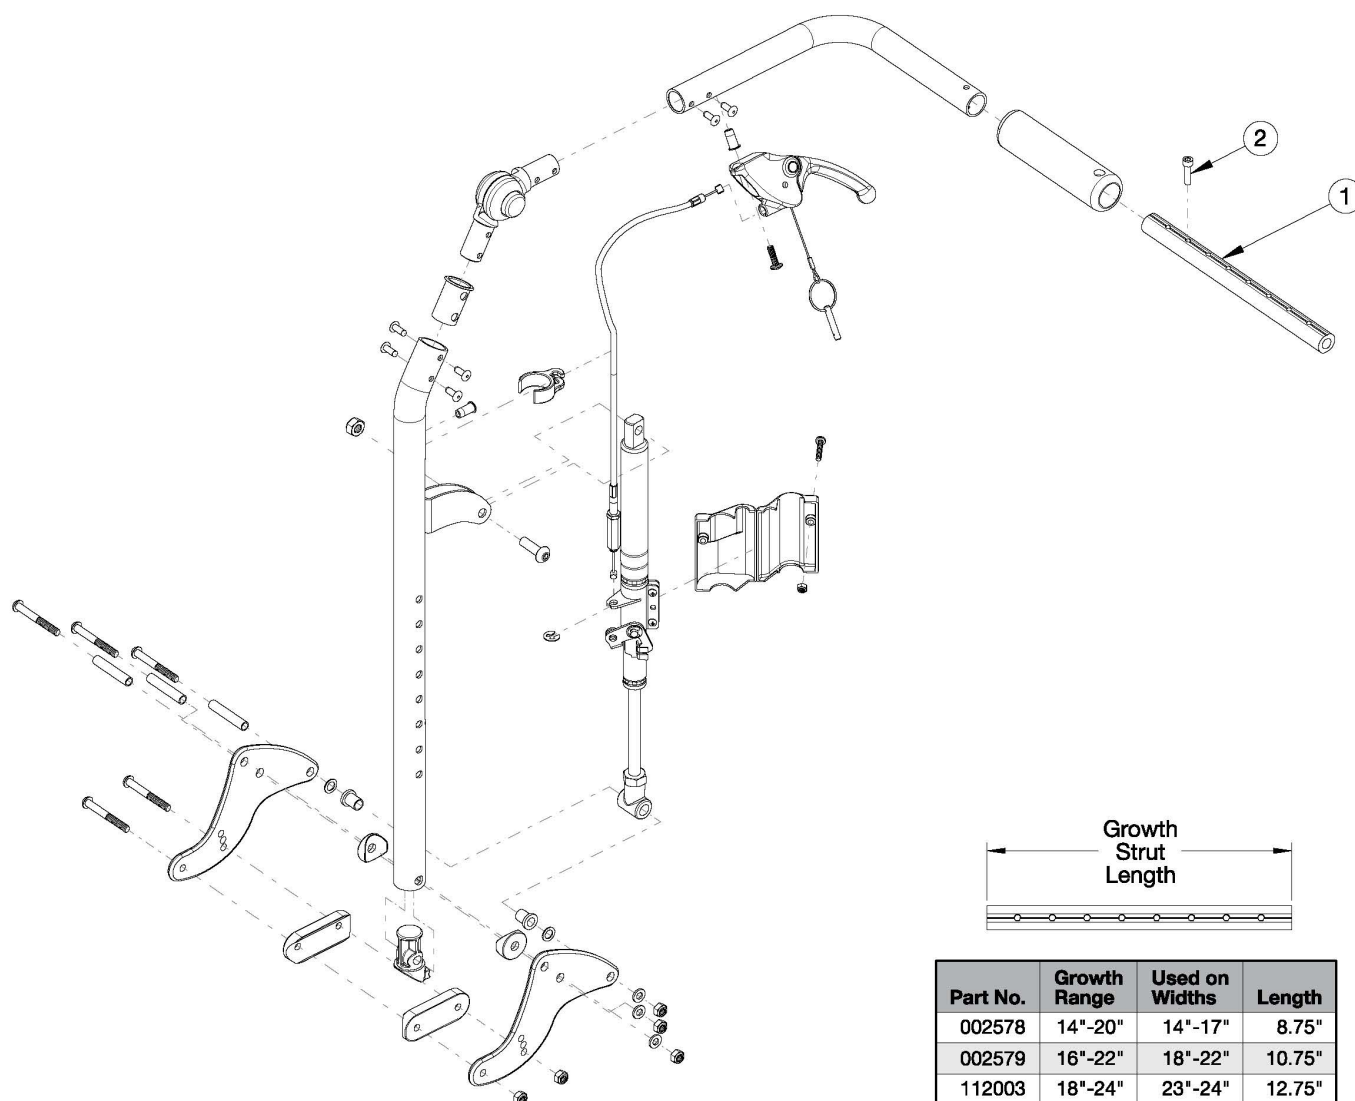 2
1
Growth
Strut
Length
Part No. Growth Range Used on Widths Length
002578 14"-20" 14"-17" 8.75"
002579 16"-22" 18"-22" 10.75"
112003 18"-24" 23"-24" 12.75"